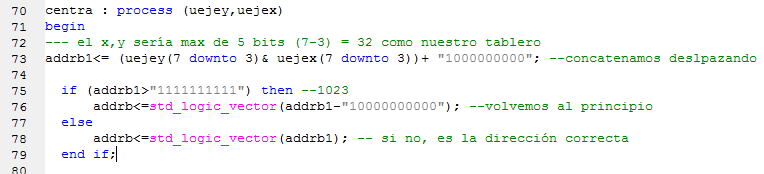 70 centra : process (uejey,uejex)
71 begin
72 --- el x,y sería max de 5 bits (7-3) = 32 como nuestro tablero
73 addrb1<= (uejey(7 downto 3)& uejex(7 downto 3))+ "1000000000"; --concatenamos deslpazando
74
75 if (addrb1>"1111111111") then --1023
76 addrb<=std_logic_vector(addrb1-"10000000000"); --volvemos al principio
77 else
78 addrb<=std_logic_vector(addrb1); -- si no, es la dirección correcta
79 end if;
80